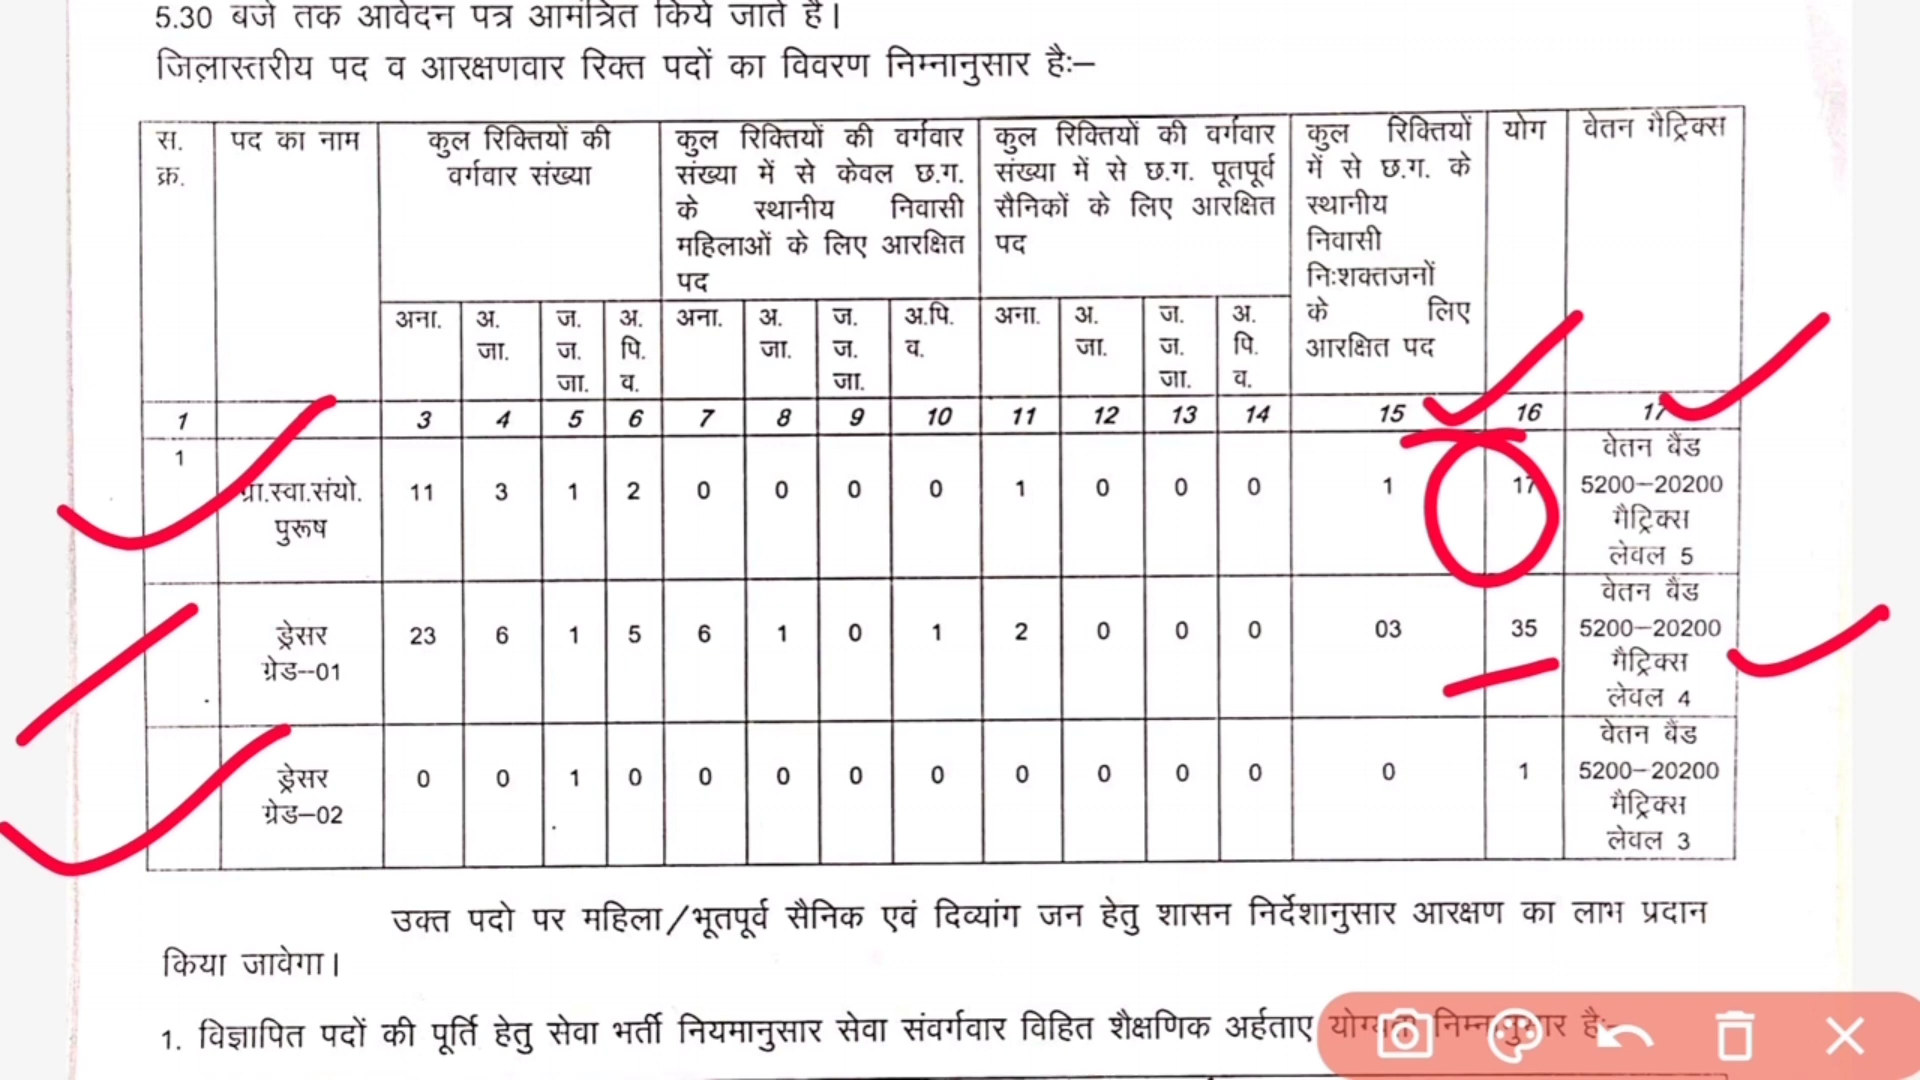 5.30 बजे तक आवेदन पत्र आमंत्रित किये जाते है।
जिलास्तरीय पद व आरक्षणवार रिक्त पदों का विवरण निम्नानुसार हैः–
स. क्र. पद का नाम कुल रिक्तियों की वर्गवार संख्या कुल रिक्तियों की वर्गवार संख्या में से केवल छ.ग. के स्थानीय निवासी महिलाओं के लिए आरक्षित पद कुल रिक्तियों की वर्गवार संख्या में से छ.ग. पूतपूर्व सैनिकों के लिए आरक्षित पद कुल रिक्तियों में से छ.ग. के स्थानीय निवासी निःशक्तजनों के लिए आरक्षित पद योग वेतन गैट्रिक्स
अना. अ. जा. ज. ज. जा. अ. पि. व. अना. अ. जा. ज. ज. जा. अ.पि. व. अना. अ. जा. ज. ज. जा. अ. पि. व.
1 3 4 5 6 7 8 9 10 11 12 13 14 15 16 17
1 ग्रा.स्वा.संयो. पुरूष 11 3 1 2 0 0 0 0 1 0 0 0 1 17 वेतन बैंड 5200–20200 गैट्रिक्स लेवल 5
ड्रेसर ग्रेड--01 23 6 1 5 6 1 0 1 2 0 0 0 03 35 वेतन बैंड 5200–20200 गैट्रिक्स लेवल 4
ड्रेसर ग्रेड–02 0 0 1 0 0 0 0 0 0 0 0 0 0 1 वेतन बैंड 5200–20200 मैट्रिक्स लेवल 3
उक्त पदो पर महिला/भूतपूर्व सैनिक एवं दिव्यांग जन हेतु शासन निर्देशानुसार आरक्षण का लाभ प्रदान
किया जावेगा।
1. विज्ञापित पदों की पूर्ति हेतु सेवा भर्ती नियमानुसार सेवा संवर्गवार विहित शैक्षणिक अर्हताए योग्यता निम्नानुसार हैः-